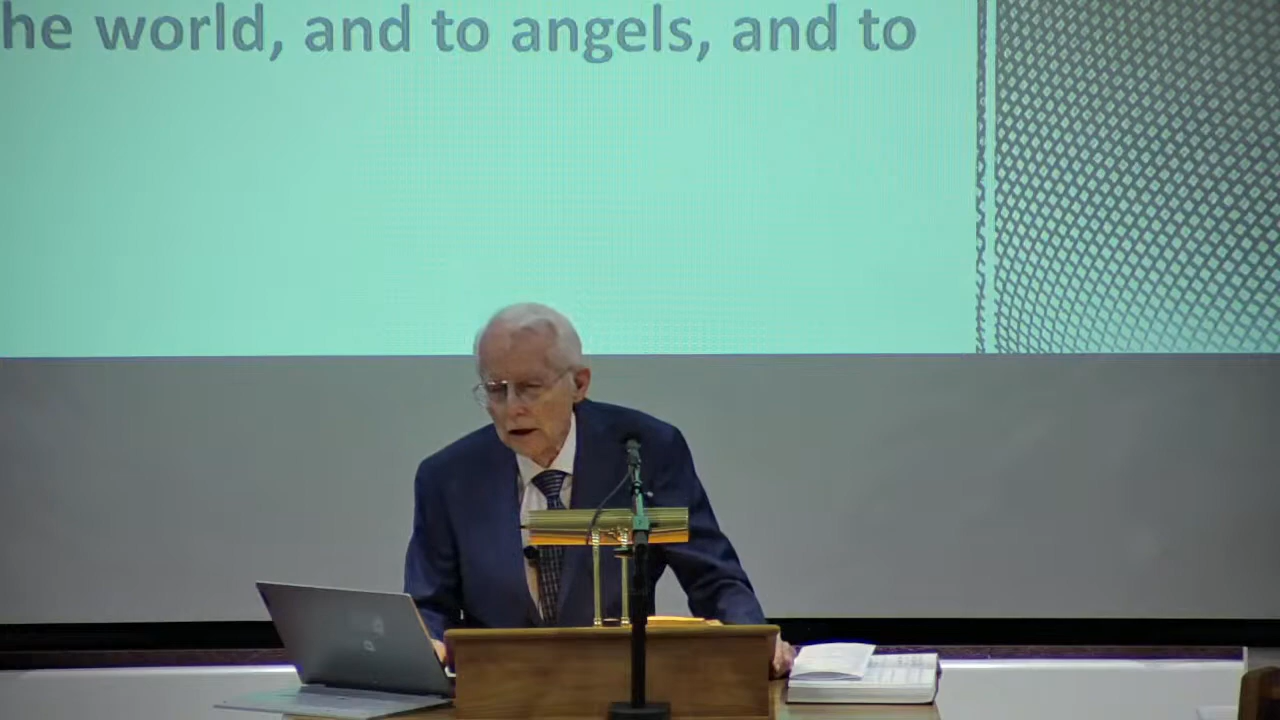 he world, and to angels, and to